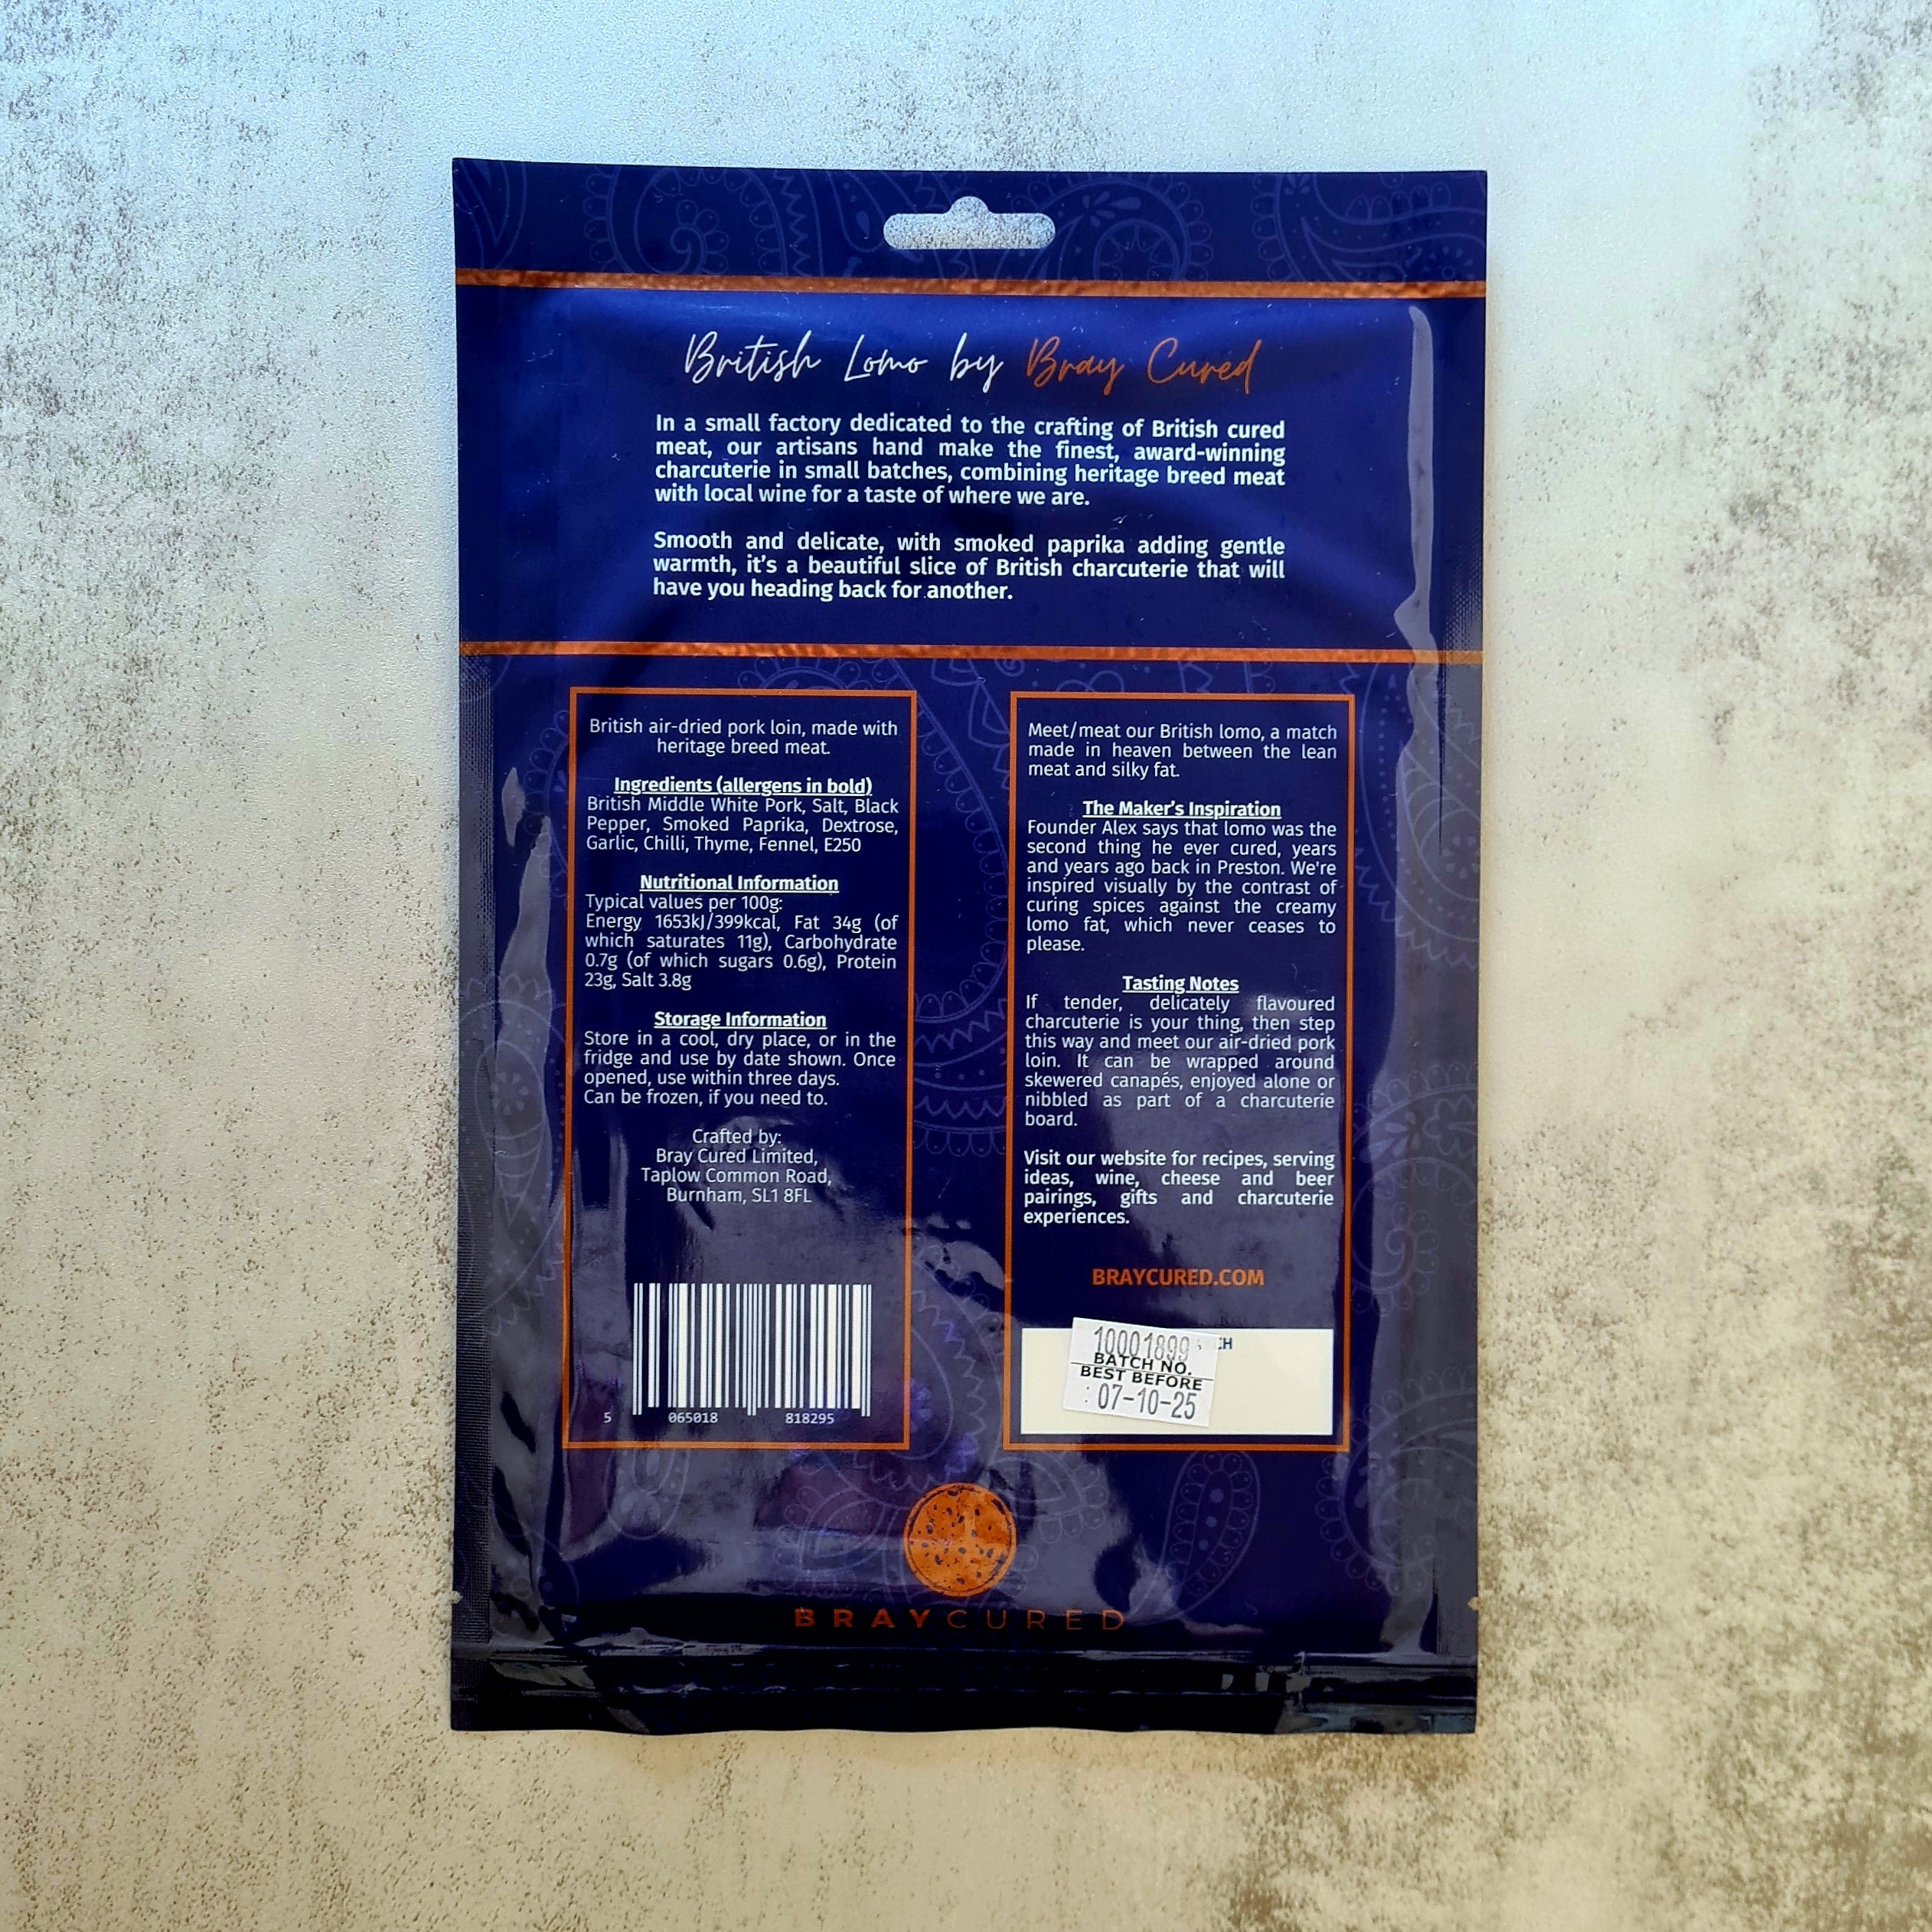 British Lomo by Bray Cured
In a small factory dedicated to the crafting of British cured
meat, our artisans hand make the finest, award-winning
charcuterie in small batches, combining heritage breed meat
with local wine for a taste of where we are.
Smooth and delicate, with smoked paprika adding gentle
warmth, it's a beautiful slice of British charcuterie that will
have you heading back for another.
British air-dried pork loin, made with
heritage breed meat.
Ingredients (allergens in bold)
British Middle White Pork, Salt, Black
Pepper, Smoked Paprika, Dextrose,
Garlic, Chilli, Thyme, Fennel, E250
Nutritional Information
Typical values per 100g:
Energy 1653kJ/399kcal, Fat 34g (of
which saturates 11g), Carbohydrate
0.7g (of which sugars 0.6g), Protein
23g, Salt 3.8g
Storage Information
Store in a cool, dry place, or in the
fridge and use by date shown. Once
opened, use within three days.
Can be frozen, if you need to.
Crafted by:
Bray Cured Limited,
Taplow Common Road,
Burnham, SL1 8FL
5 065018 818295
Meet/meat our British lomo, a match
made in heaven between the lean
meat and silky fat.
The Maker's Inspiration
Founder Alex says that lomo was the
second thing he ever cured, years
and years ago back in Preston. We're
inspired visually by the contrast of
curing spices against the creamy
lomo fat, which never ceases to
please.
Tasting Notes
If tender, delicately flavoured
charcuterie is your thing, then step
this way and meet our air-dried pork
loin. It can be wrapped around
skewered canapés, enjoyed alone or
nibbled as part of a charcuterie
board.
Visit our website for recipes, serving
ideas, wine, cheese and beer
pairings, gifts and charcuterie
experiences.
BRAYCURED.COM
10001899
BATCH NO.
BEST BEFORE
07-10-25
BRAYCURED